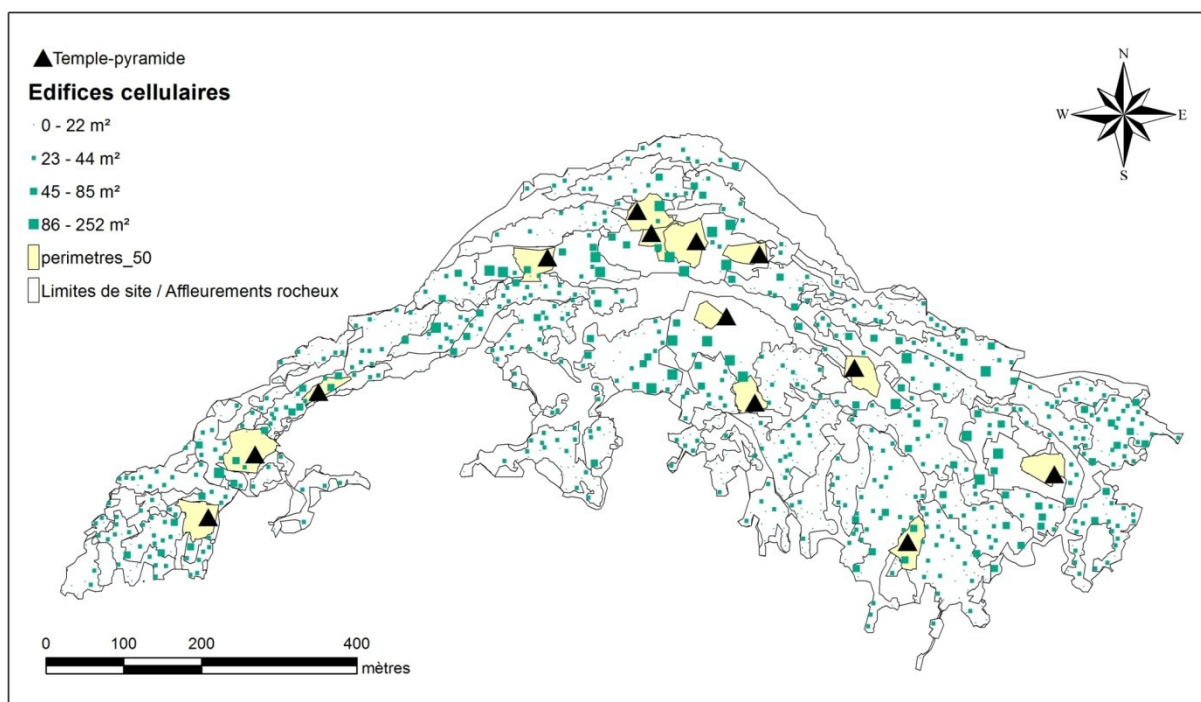 Temple-pyramide
Edifices cellulaires
0 - 22 m²
23 - 44 m²
45 - 85 m²
86 - 252 m²
perimetres_50
Limites de site / Affleurements rocheux
N
W E
S
0 100 200 400
mètres